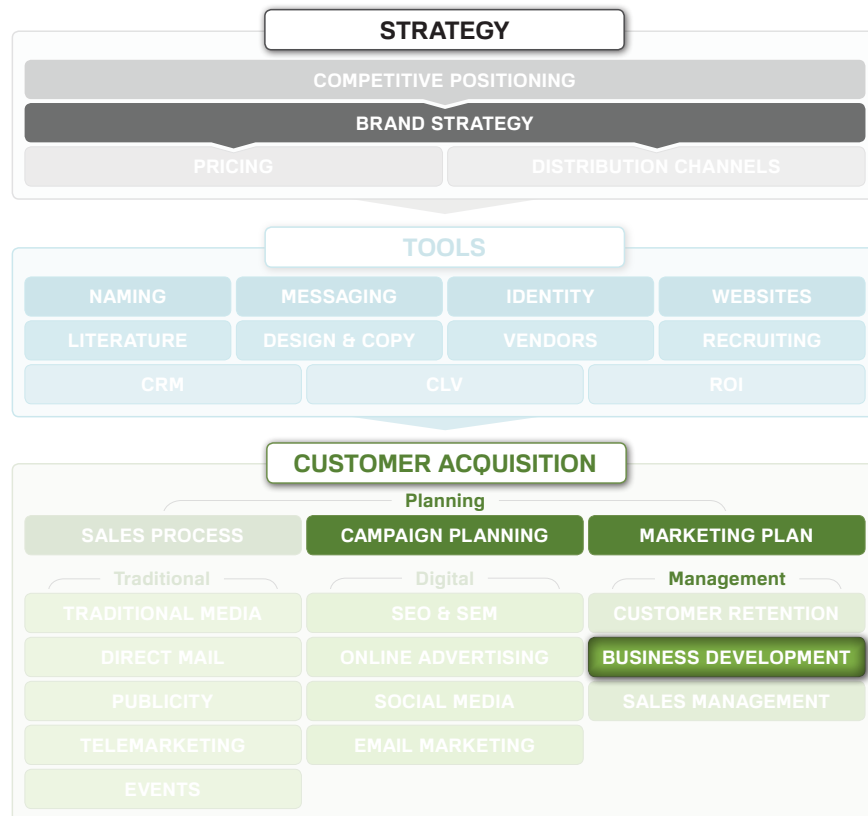 STRATEGY
COMPETITIVE POSITIONING
BRAND STRATEGY
PRICING DISTRIBUTION CHANNELS
TOOLS
NAMING MESSAGING IDENTITY WEBSITES
LITERATURE DESIGN & COPY VENDORS RECRUITING
CRM CLV ROI
CUSTOMER ACQUISITION
Planning
SALES PROCESS CAMPAIGN PLANNING MARKETING PLAN
Traditional Digital Management
TRADITIONAL MEDIA SEO & SEM CUSTOMER RETENTION
DIRECT MAIL ONLINE ADVERTISING BUSINESS DEVELOPMENT
PUBLICITY SOCIAL MEDIA SALES MANAGEMENT
TELEMARKETING EMAIL MARKETING
EVENTS